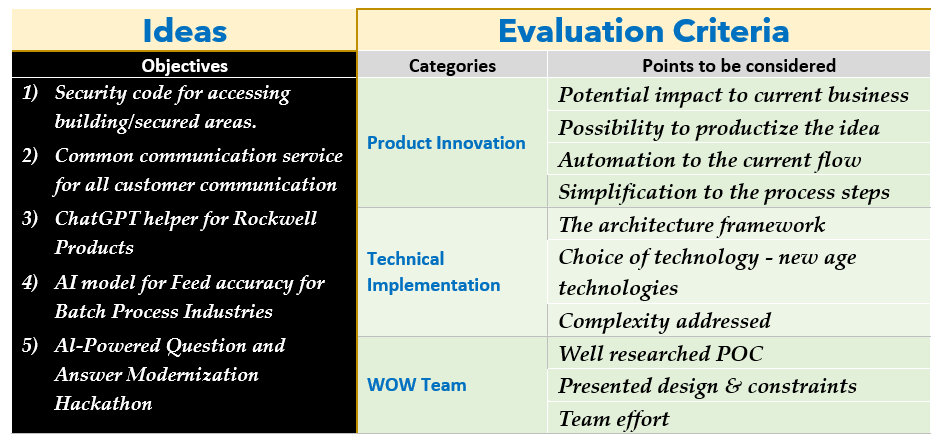 Ideas
Evaluation Criteria
Objectives
Categories
Points to be considered
1) Security code for accessing
building/secured areas.
2) Common communication service
for all customer communication
3) ChatGPT helper for Rockwell
Products
4) AI model for Feed accuracy for
Batch Process Industries
5) Al-Powered Question and
Answer Modernization
Hackathon
Product Innovation
Potential impact to current business
Possibility to productize the idea
Automation to the current flow
Simplification to the process steps
Technical
Implementation
The architecture framework
Choice of technology - new age
technologies
Complexity addressed
WOW Team
Well researched POC
Presented design & constraints
Team effort